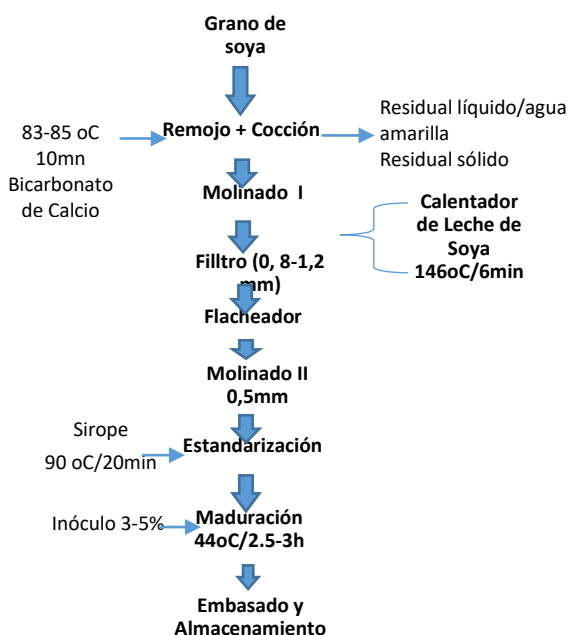 Grano de
soya
83-85 oC
10mn
Bicarbonato
de Calcio
Remojo + Cocción
Residual líquido/agua
amarilla
Residual sólido
Molinado I
Calentador
de Leche de
Soya
146oC/6min
Filltro (0, 8-1,2
mm)
Flacheador
Molinado II
0,5mm
Sirope
90 oC/20min
Estandarización
Inóculo 3-5%
Maduración
44oC/2.5-3h
Embasado y
Almacenamiento